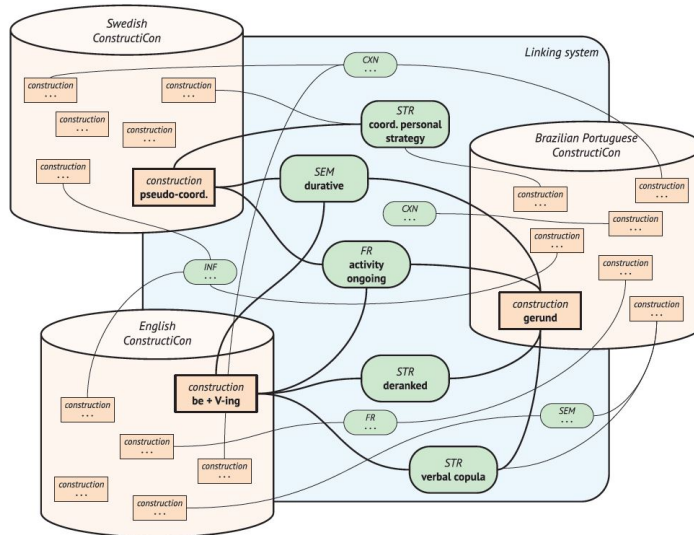 Swedish
ConstructiCon
Linking system
CXN
...
construction
...
construction
...
construction
...
construction
...
construction
...
construction
pseudo-coord.
STR
coord. personal
strategy
SEM
durative
CXN
...
FR
activity
ongoing
INF
...
Brazilian Portuguese
ConstructiCon
construction
...
construction
...
construction
...
construction
...
construction
...
construction
...
construction
gerund
English
ConstructiCon
construction
be + V-ing
construction
...
construction
...
construction
...
construction
...
construction
...
STR
deranked
FR
...
SEM
...
STR
verbal copula